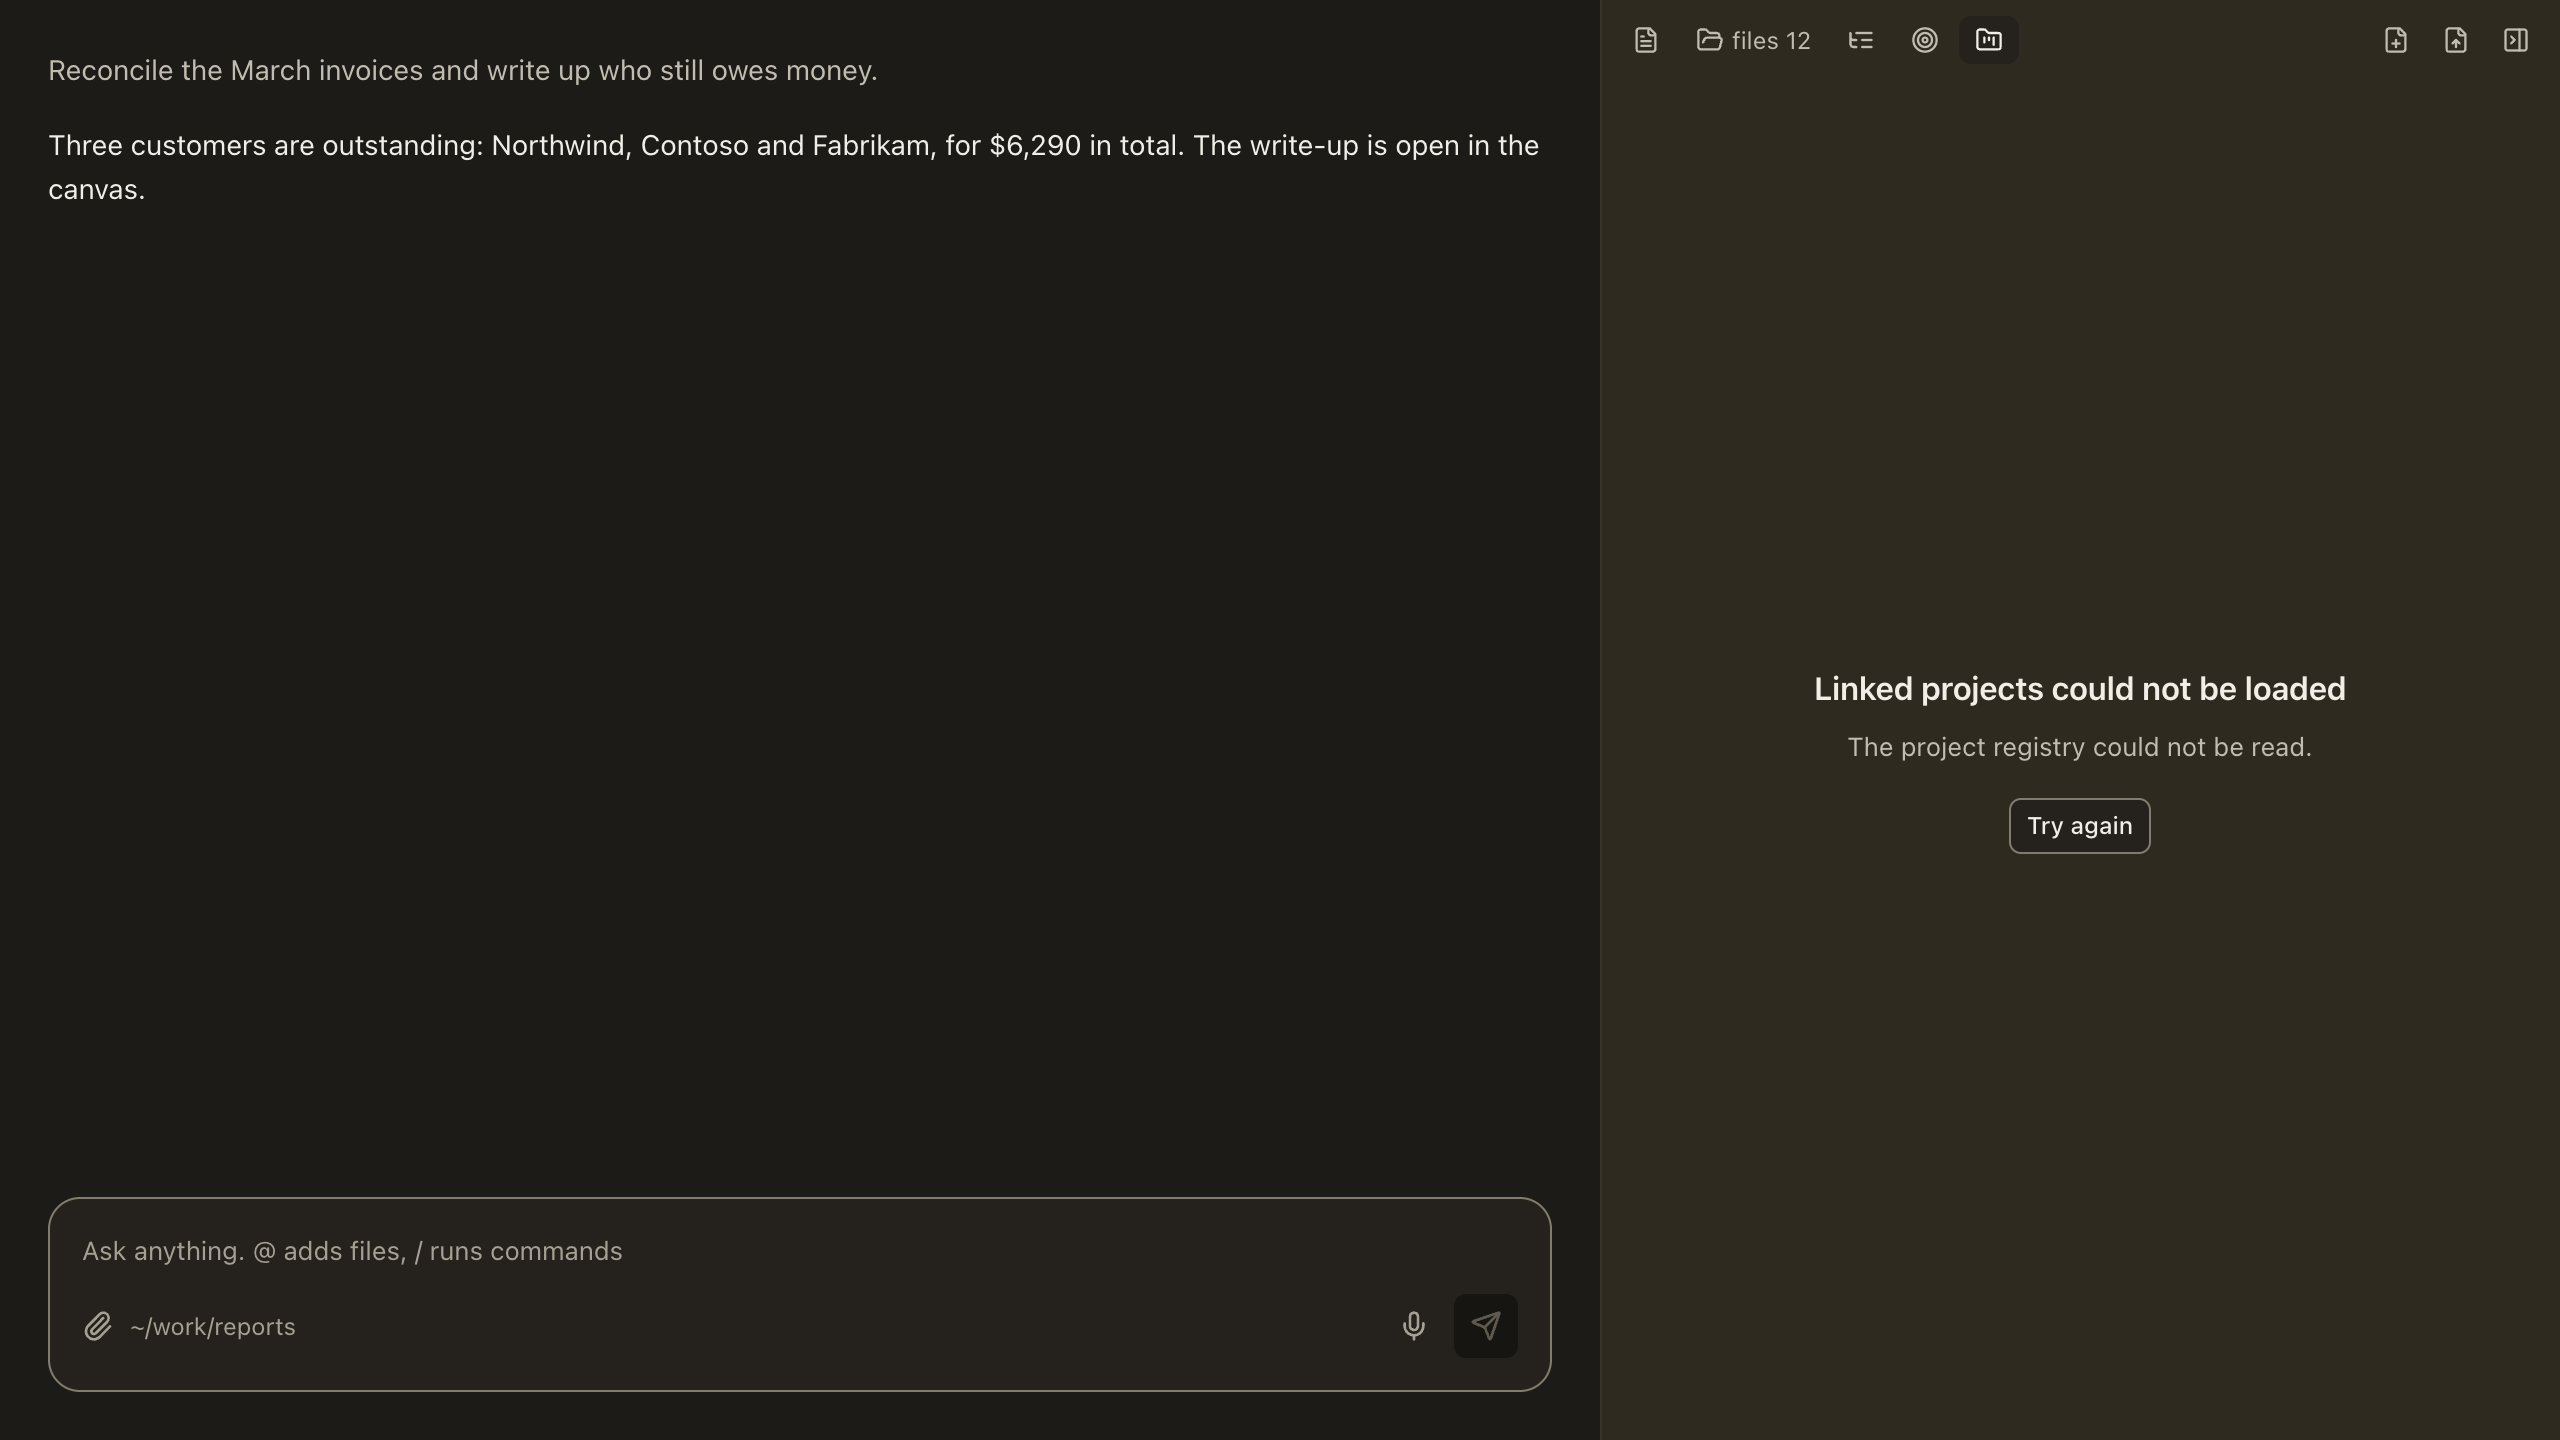 Reconcile the March invoices and write up who still owes money.
Three customers are outstanding: Northwind, Contoso and Fabrikam, for $6,290 in total. The write-up is open in the
canvas.
Ask anything. @ adds files, / runs commands
~/work/reports
files 12
Linked projects could not be loaded
The project registry could not be read.
Try again